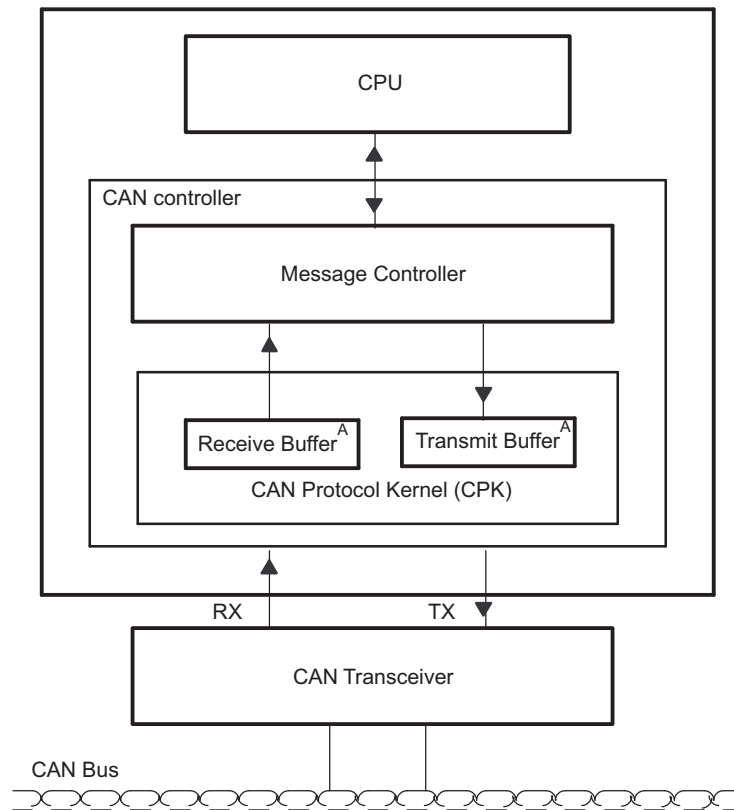 CPU
CAN controller
Message Controller
Receive Buffer A
Transmit Buffer A
CAN Protocol Kernel (CPK)
RX
TX
CAN Transceiver
CAN Bus